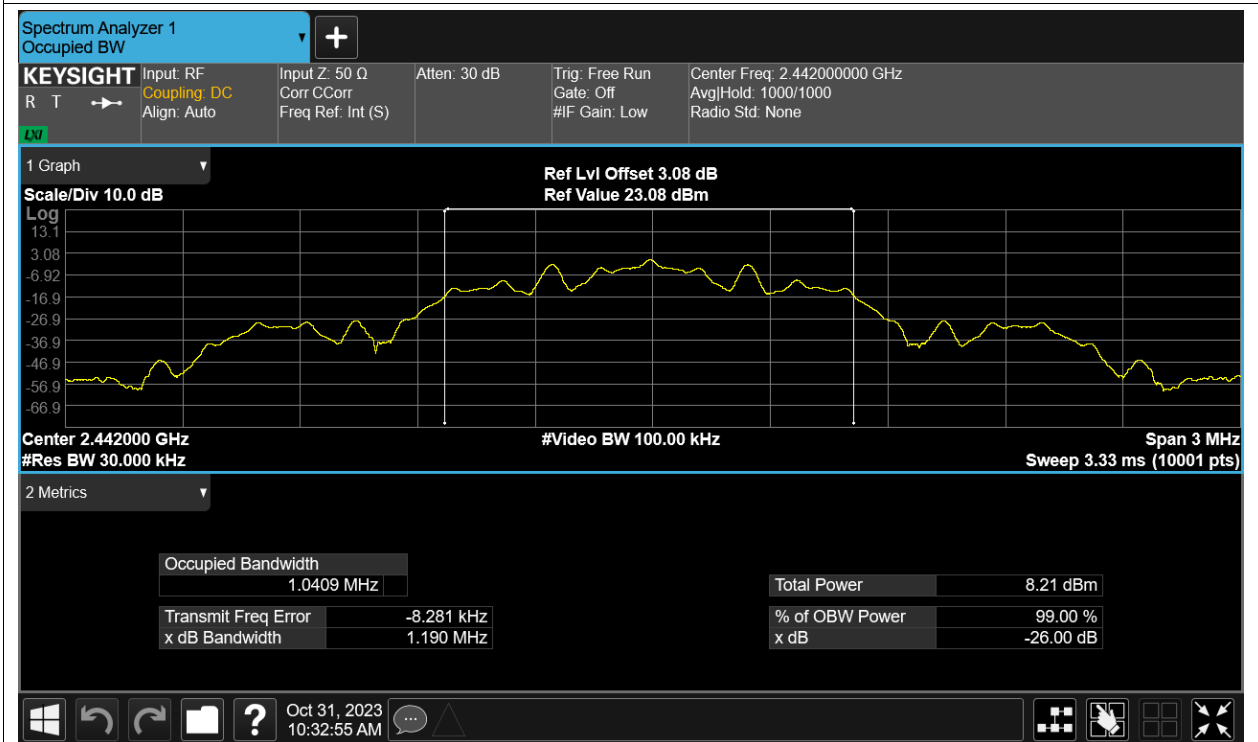 Spectrum Analyzer 1
Occupied BW
+
KEYSIGHT
R T
LXI
Input: RF
Coupling: DC
Align: Auto
Input Z: 50 Ω
Corr CCorr
Freq Ref: Int (S)
Atten: 30 dB
Trig: Free Run
Gate: Off
#IF Gain: Low
Center Freq: 2.442000000 GHz
Avg|Hold: 1000/1000
Radio Std: None
1 Graph
Scale/Div 10.0 dB
Ref Lvl Offset 3.08 dB
Ref Value 23.08 dBm
Log
13.1
3.08
-6.92
-16.9
-26.9
-36.9
-46.9
-56.9
-66.9
Center 2.442000 GHz
#Res BW 30.000 kHz
#Video BW 100.00 kHz
Span 3 MHz
Sweep 3.33 ms (10001 pts)
2 Metrics
Occupied Bandwidth
1.0409 MHz
Transmit Freq Error -8.281 kHz
x dB Bandwidth 1.190 MHz
Total Power 8.21 dBm
% of OBW Power 99.00 %
x dB -26.00 dB
?
Oct 31, 2023
10:32:55 AM